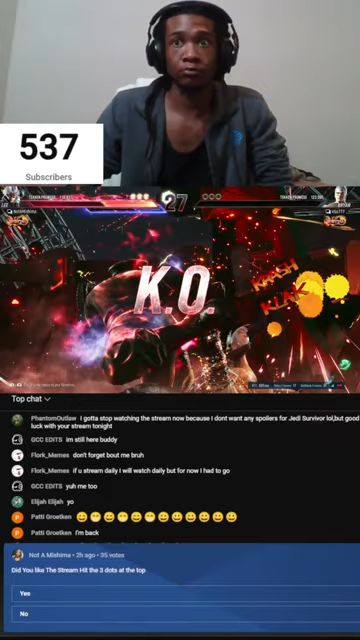 537
Subscribers
27
LEE
BRYAN
K.O.
Top chat
PhantomOutlaw I gotta stop watching the stream now because I dont want any spoilers for Jedi Survivor lol,but good
luck with your stream tonight
GCC EDITS im still here buddy
Flork_Memes don't forget bout me bruh
Flork_Memes if u stream daily I will watch daily but for now I had to go
GCC EDITS yuh me too
Elijah Elijah yo
Patti Groetken 😀😁😀😀😁😀😁😀😀😀😀😀😀
Patti Groetken I'm back
Not A Mishima • 2h ago • 35 votes
Did You like The Stream Hit the 3 dots at the top
Yes
No